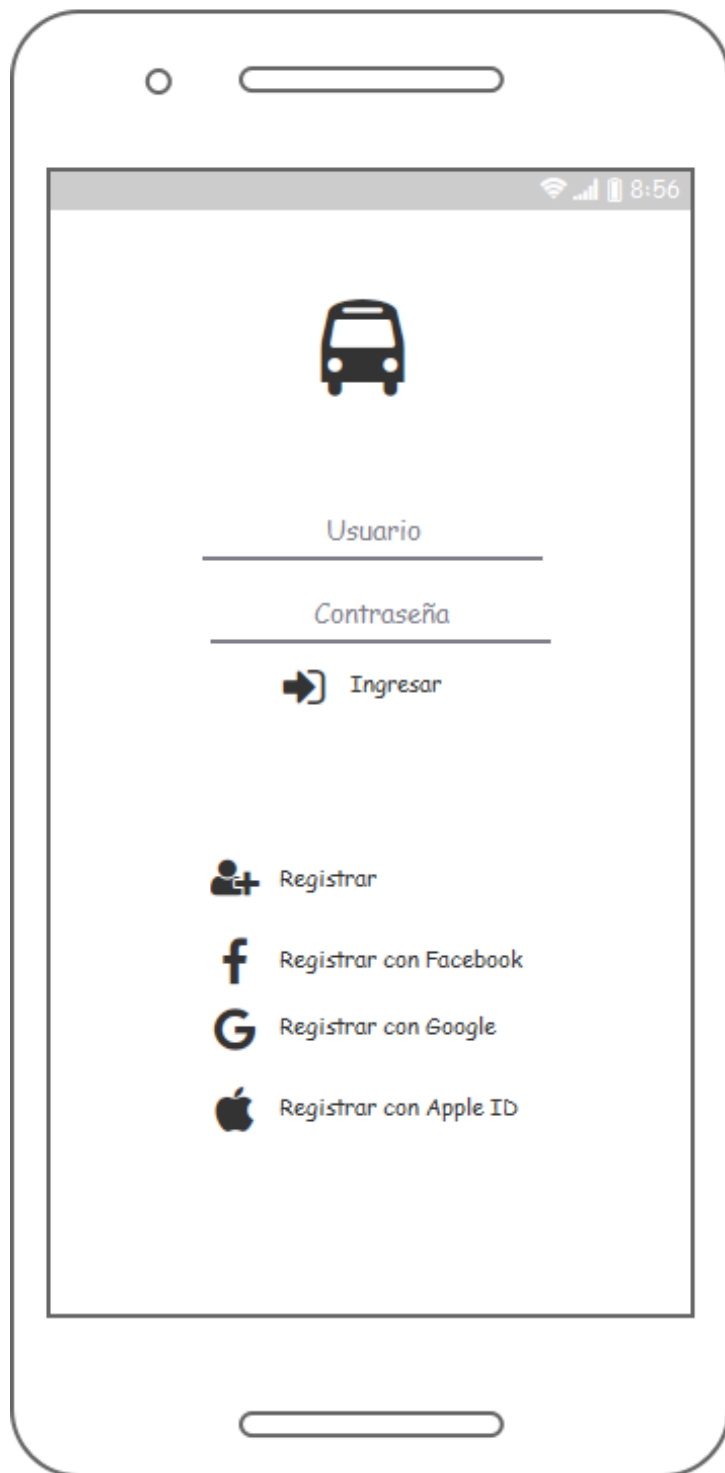 8:56
Usuario
Contraseña
Ingresar
Registrar
Registrar con Facebook
Registrar con Google
Registrar con Apple ID